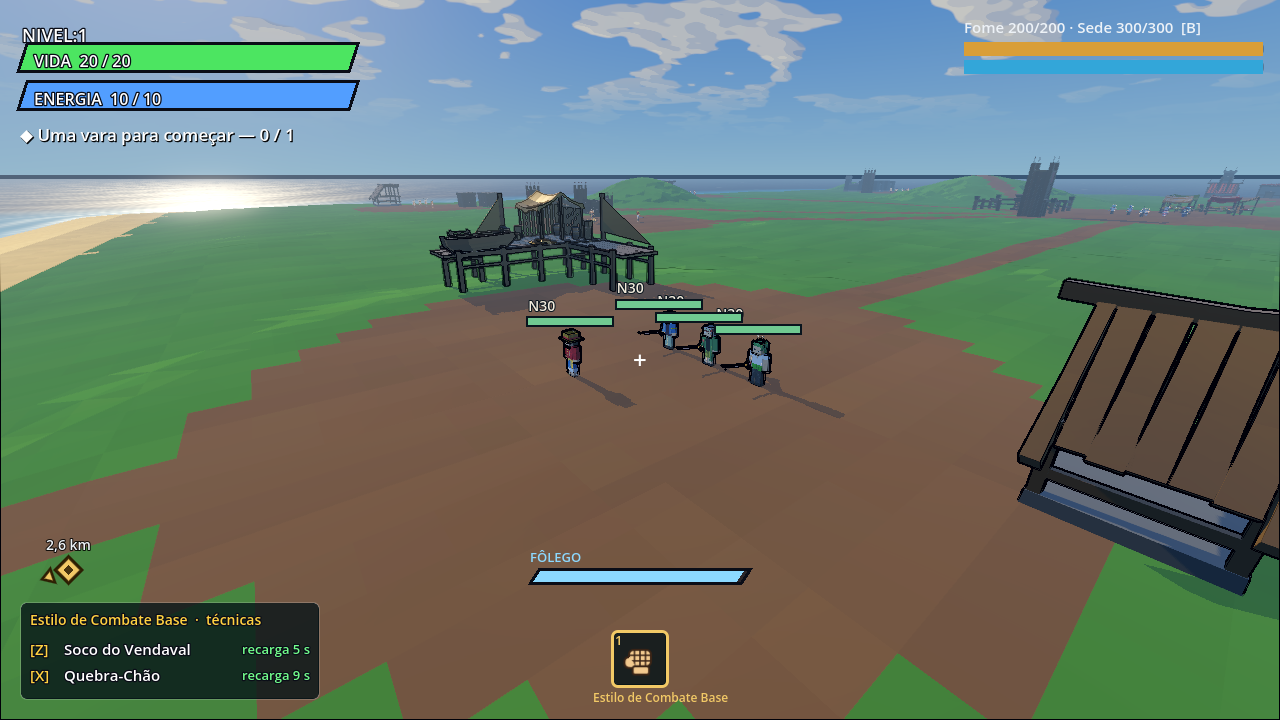 NIVEL:1
VIDA 20 / 20
ENERGIA 10 / 10
◆ Uma vara para começar — 0 / 1
Fome 200/200 · Sede 300/300 [B]
N30
N30
N30
N30
2,6 km
FÔLEGO
Estilo de Combate Base · técnicas
[Z] Soco do Vendaval recarga 5 s
[X] Quebra-Chão recarga 9 s
1
Estilo de Combate Base